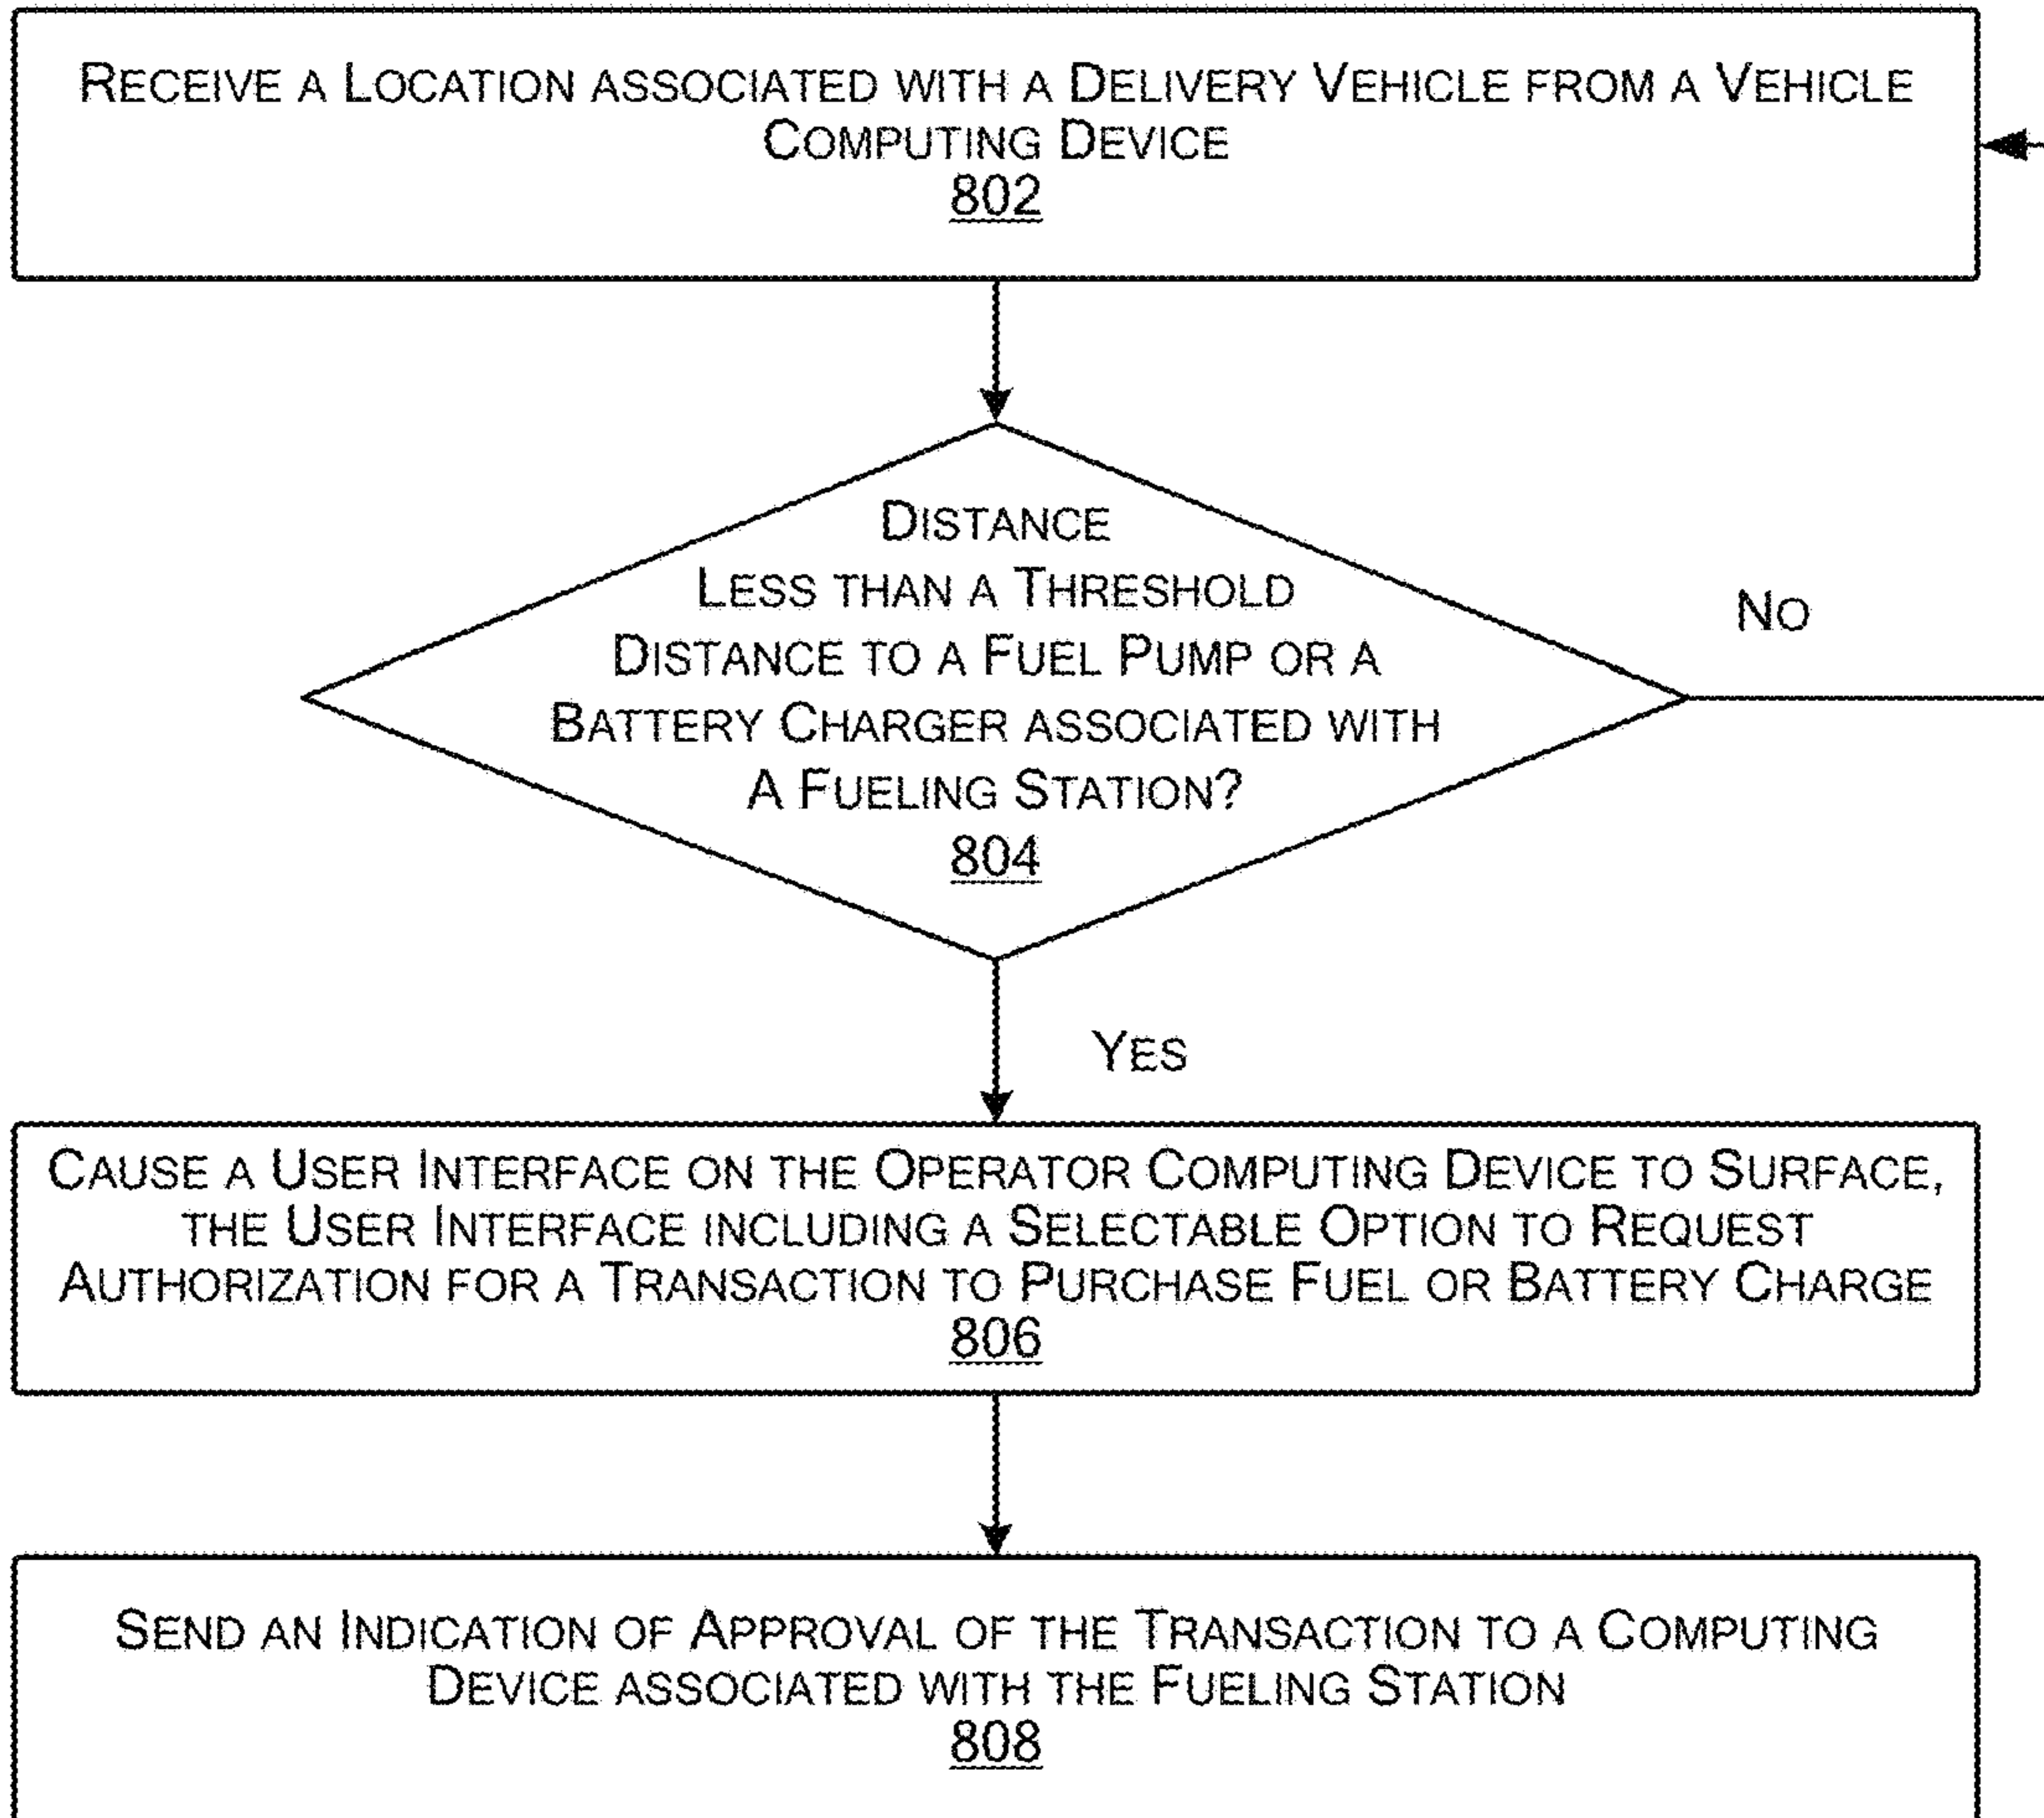 RECEIVE A LOCATION ASSOCIATED WITH A DELIVERY VEHICLE FROM A VEHICLE
COMPUTING DEVICE
802
DISTANCE
LESS THAN A THRESHOLD
DISTANCE TO A FUEL PUMP OR A
BATTERY CHARGER ASSOCIATED WITH
A FUELING STATION?
804
NO
YES
CAUSE A USER INTERFACE ON THE OPERATOR COMPUTING DEVICE TO SURFACE,
THE USER INTERFACE INCLUDING A SELECTABLE OPTION TO REQUEST
AUTHORIZATION FOR A TRANSACTION TO PURCHASE FUEL OR BATTERY CHARGE
806
SEND AN INDICATION OF APPROVAL OF THE TRANSACTION TO A COMPUTING
DEVICE ASSOCIATED WITH THE FUELING STATION
808